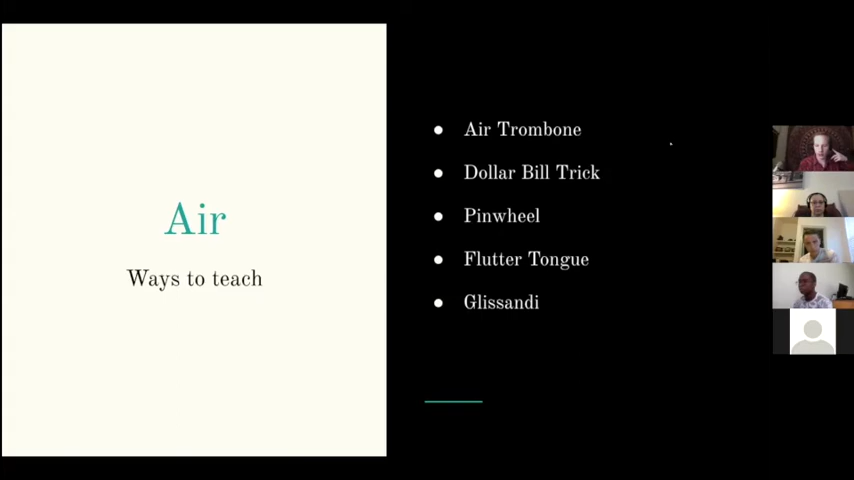 Air
Ways to teach
● Air Trombone
● Dollar Bill Trick
● Pinwheel
● Flutter Tongue
● Glissandi